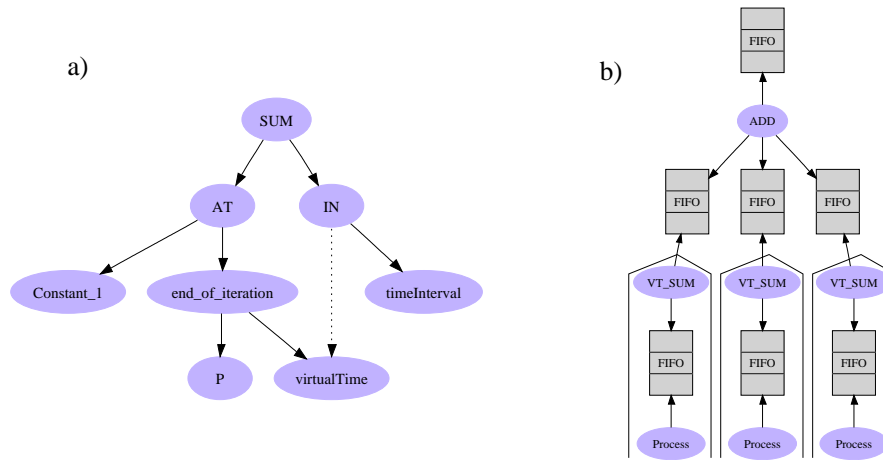 a)
SUM
AT
IN
Constant_1
end_of_iteration
timeInterval
P
virtualTime
b)
FIFO
ADD
FIFO
FIFO
FIFO
VT_SUM
VT_SUM
VT_SUM
FIFO
FIFO
FIFO
Process
Process
Process